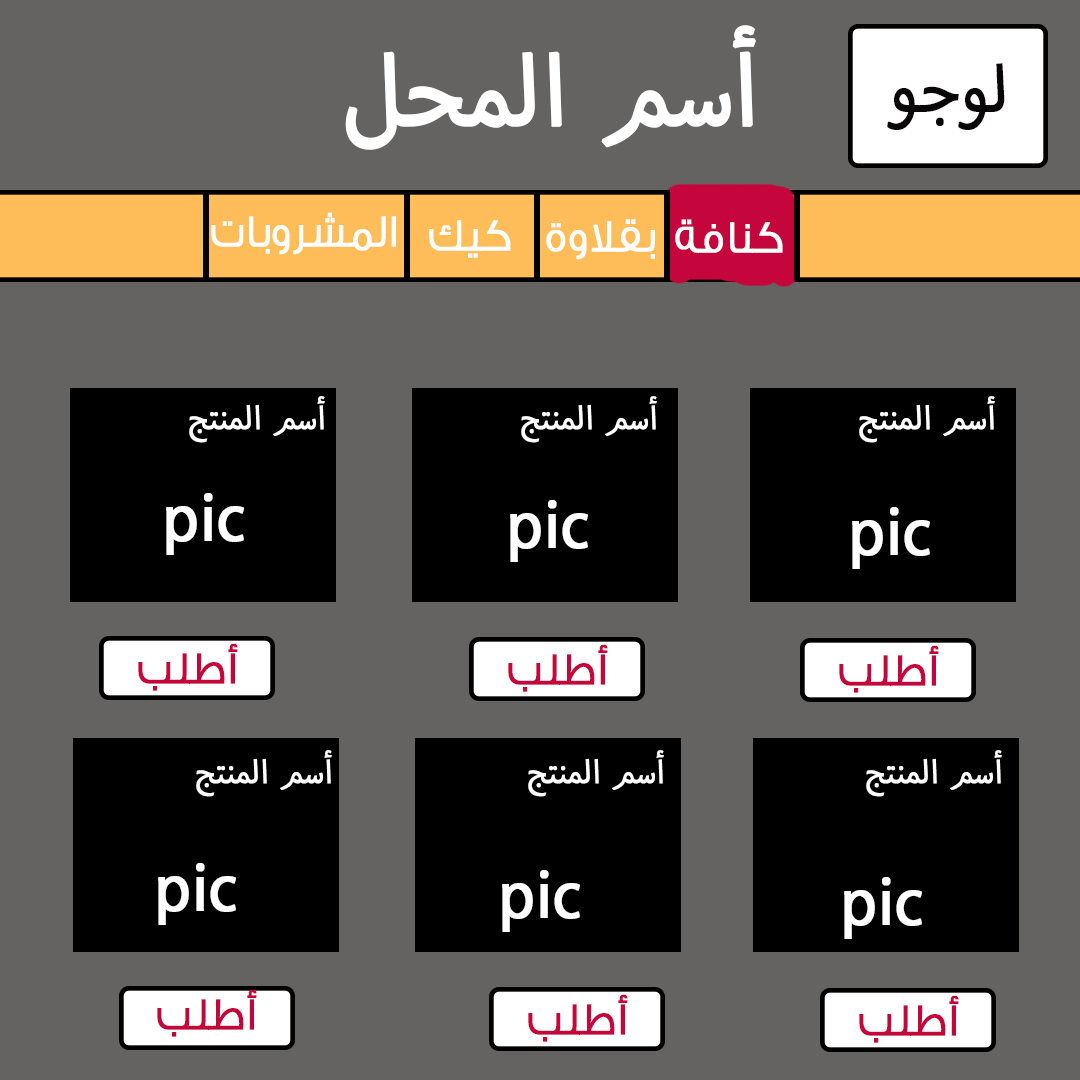 لوجو
أسم المحل
كنافة
بقلاوة
كيك
المشروبات
أسم المنتج
أسم المنتج
أسم المنتج
pic
pic
pic
أطلب
أطلب
أطلب
أسم المنتج
أسم المنتج
أسم المنتج
pic
pic
pic
أطلب
أطلب
أطلب